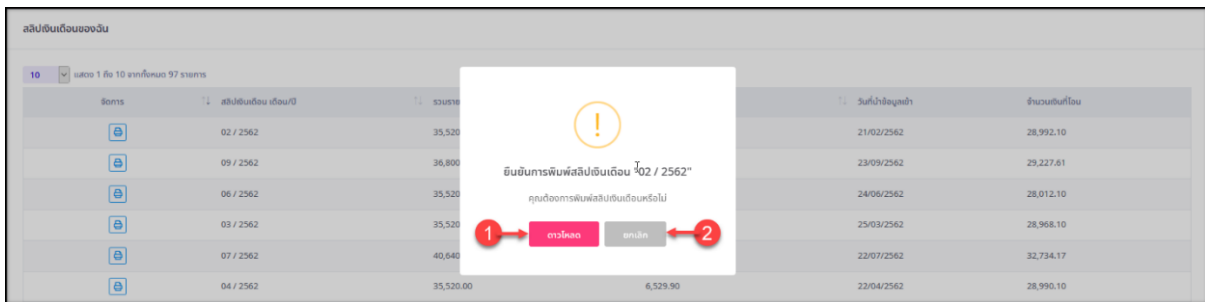 สลิปเงินเดือนของฉัน
10 แสดง 1 ถึง 10 จากทั้งหมด 97 รายการ
จัดการ สลิปเงินเดือน เดือน/ปี วันที่นำข้อมูลเข้า จำนวนเงินที่โอน
02 / 2562 35,520 21/02/2562 28,992.10
09 / 2562 36,800 23/09/2562 29,227.61
ยืนยันการพิมพ์สลิปเงินเดือน "02 / 2562"
06 / 2562 35,520 24/06/2562 28,012.10
คุณต้องการพิมพ์สลิปเงินเดือนหรือไม่
03 / 2562 35,520 25/03/2562 28,968.10
1 ดาวโหลด ยกเลิก 2
07 / 2562 40,640 22/07/2562 32,734.17
04 / 2562 35,520.00 6,529.90 22/04/2562 28,990.10